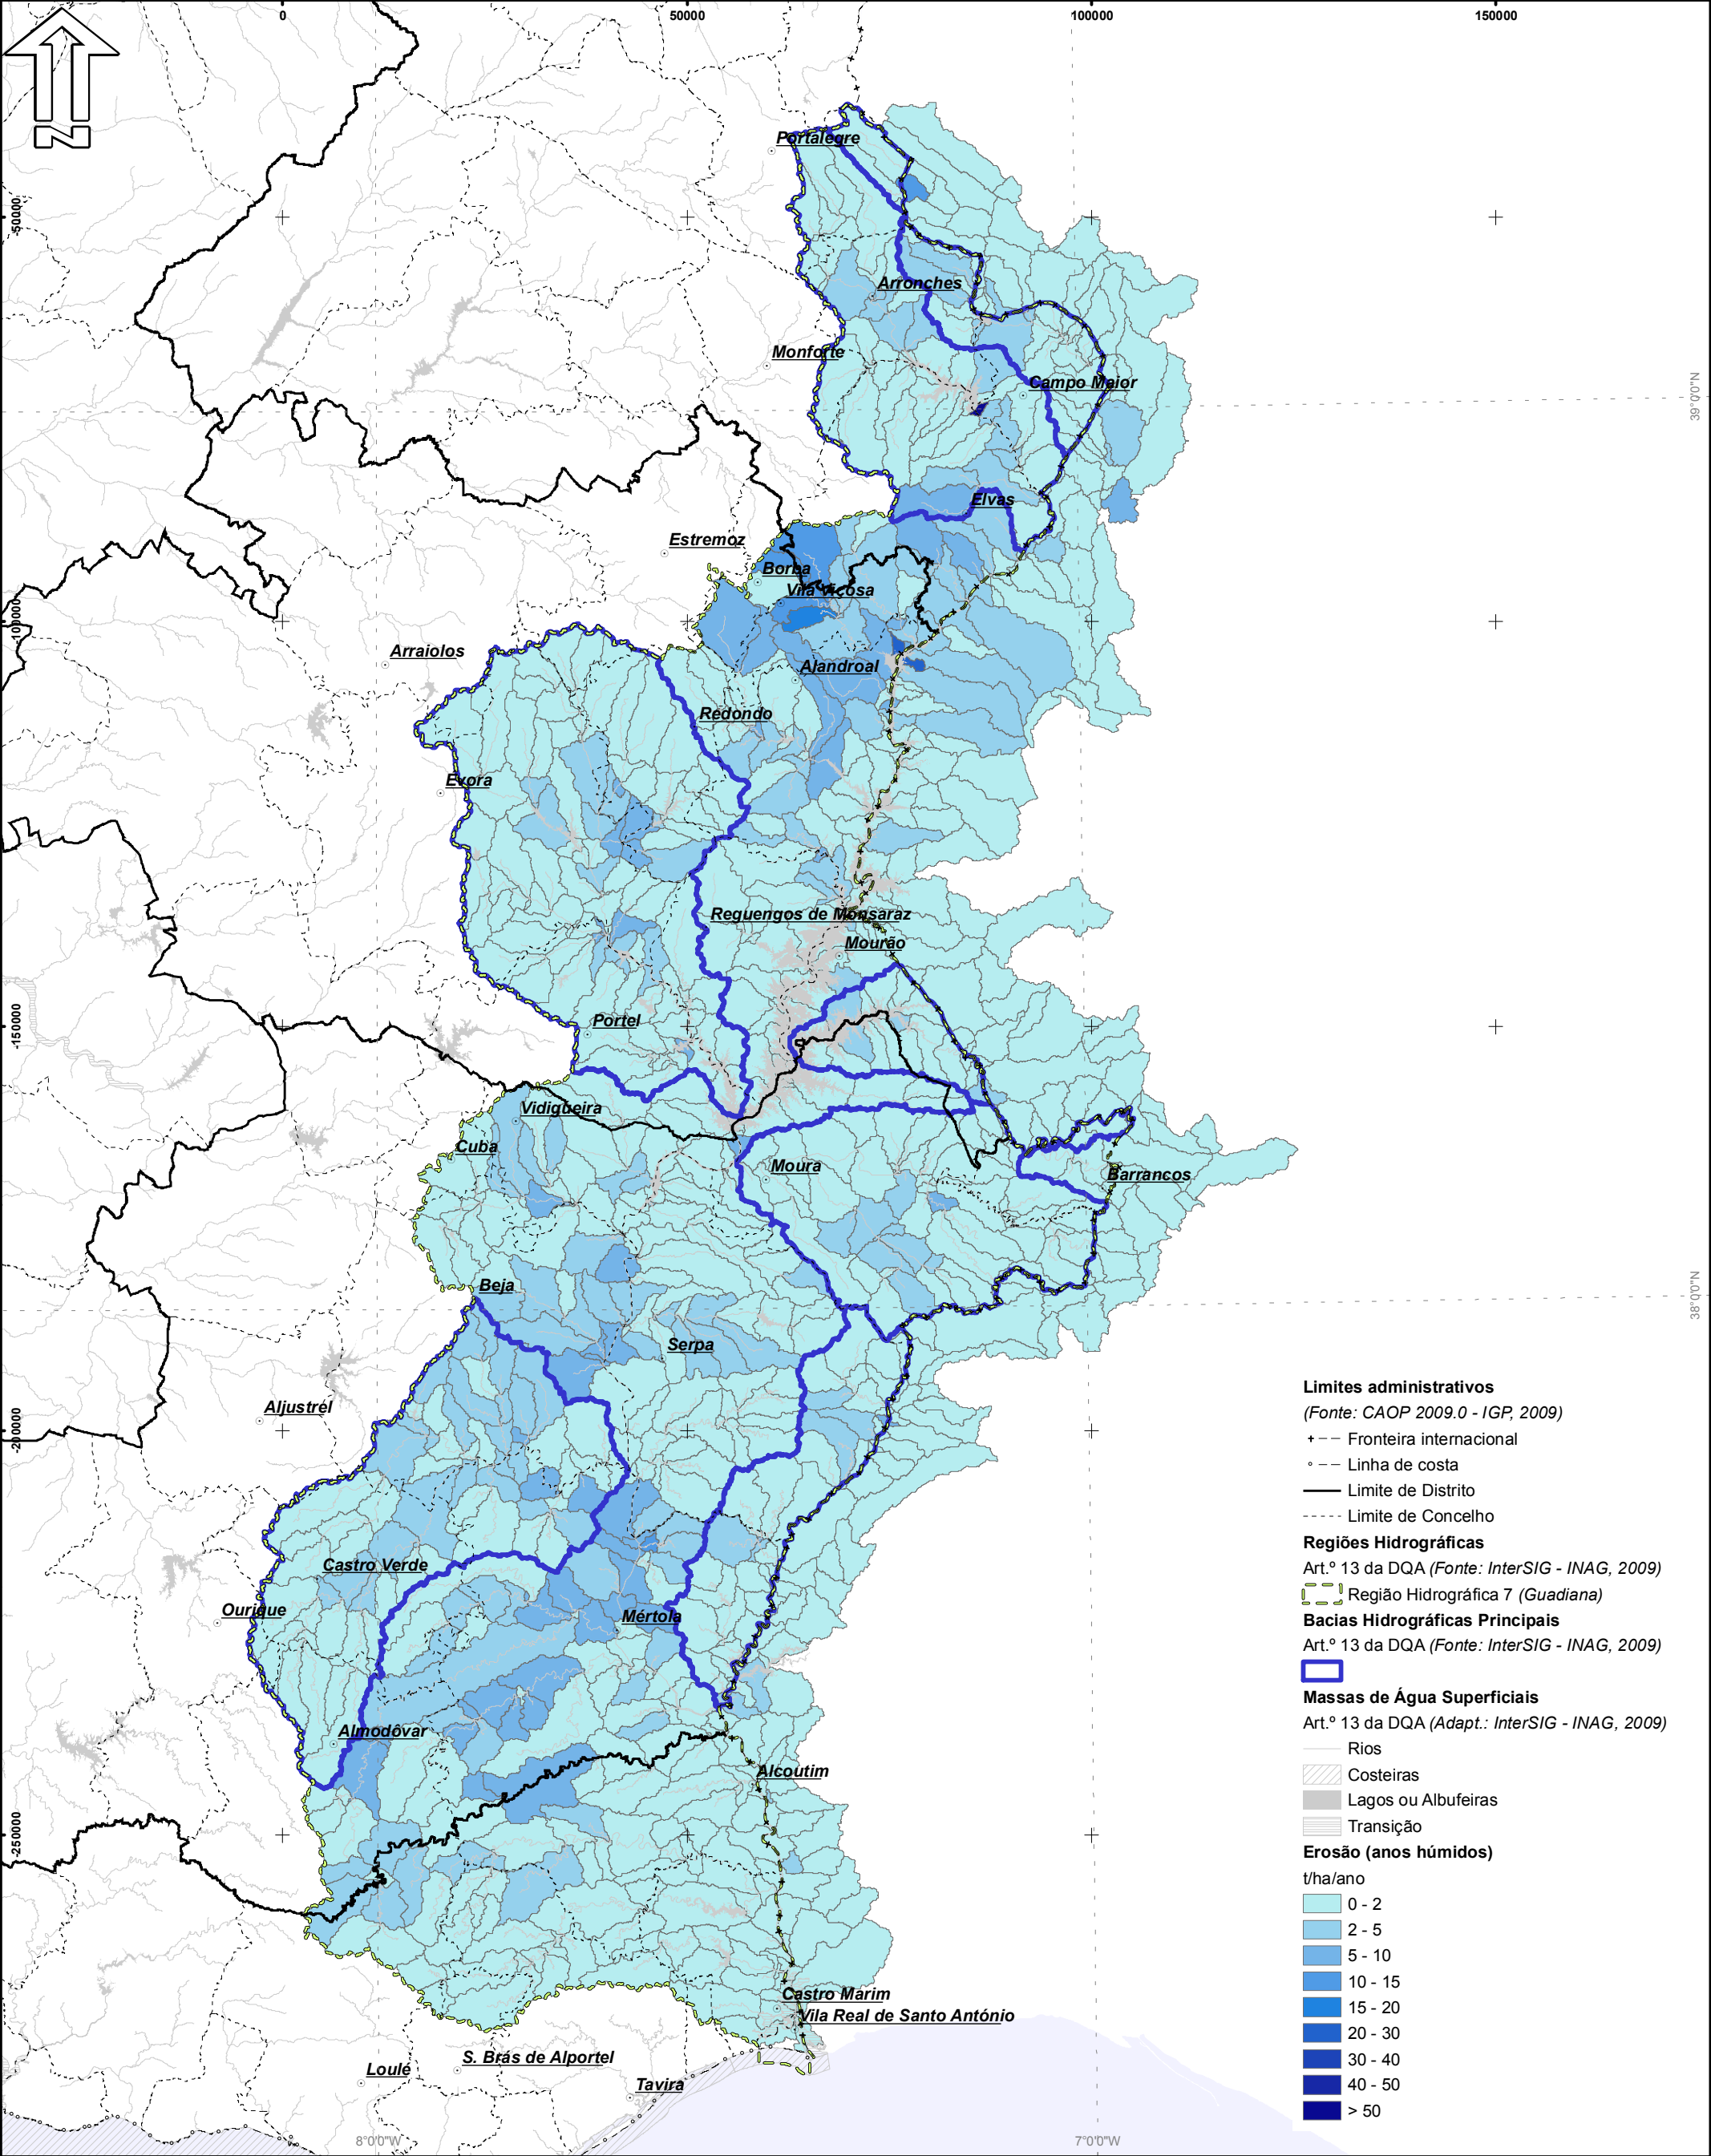 0
50000
100000
150000
N
Portalegre
-50000
Arronches
Monforte
Campo Maior
39°0'0"N
Elvas
Estremoz
Borba
Vila Viçosa
-100000
Arraiolos
Alandroal
Redondo
Evora
Reguengos de Monsaraz
Mourão
Portel
-150000
Vidigueira
Cuba
Moura
Barrancos
Beja
38°0'0"N
Serpa
Aljustrel
-200000
Castro Verde
Ourique
Mértola
Almodôvar
Alcoutim
-250000
Castro Marim
Vila Real de Santo António
S. Brás de Alportel
Loulé
Tavira
8°0'0"W
7°0'0"W
Limites administrativos
(Fonte: CAOP 2009.0 - IGP, 2009)
Fronteira internacional
Linha de costa
Limite de Distrito
Limite de Concelho
Regiões Hidrográficas
Art.º 13 da DQA (Fonte: InterSIG - INAG, 2009)
Região Hidrográfica 7 (Guadiana)
Bacias Hidrográficas Principais
Art.º 13 da DQA (Fonte: InterSIG - INAG, 2009)
Massas de Água Superficiais
Art.º 13 da DQA (Adapt.: InterSIG - INAG, 2009)
Rios
Costeiras
Lagos ou Albufeiras
Transição
Erosão (anos húmidos)
t/ha/ano
0 - 2
2 - 5
5 - 10
10 - 15
15 - 20
20 - 30
30 - 40
40 - 50
> 50